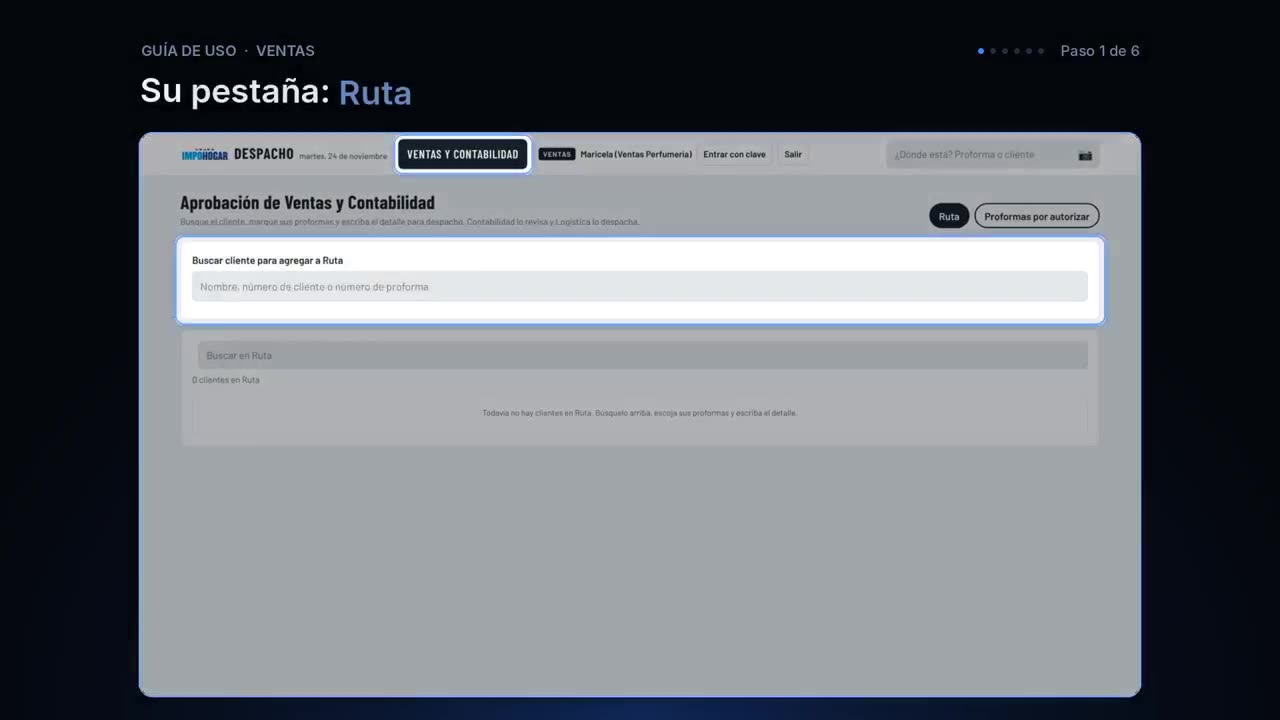 GUÍA DE USO · VENTAS
Paso 1 de 6
Su pestaña: Ruta
IMPOHOGAR DESPACHO martes, 24 de noviembre VENTAS Y CONTABILIDAD VENTAS Maricela (Ventas Perfumería) Entrar con clave Salir ¿Dónde está? Proforma o cliente
Aprobación de Ventas y Contabilidad
Busque el cliente, marque sus proformas y escriba el detalle para despacho. Contabilidad lo revisa y Logística lo despacha.
Ruta Proformas por autorizar
Buscar cliente para agregar a Ruta
Nombre, número de cliente o número de proforma
Buscar en Ruta
0 clientes en Ruta
Todavía no hay clientes en Ruta. Búsquelo arriba, escoja sus proformas y escriba el detalle.